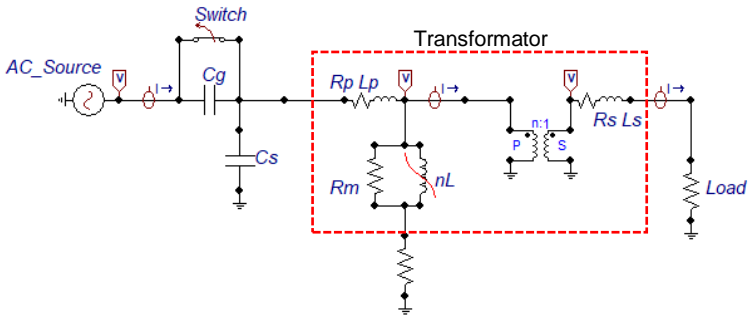 Switch
Transformator
AC_Source
V
I
Cg
Rp Lp
V
I
V
n:1
P
S
Rs Ls
I
Cs
Rm
nL
Load